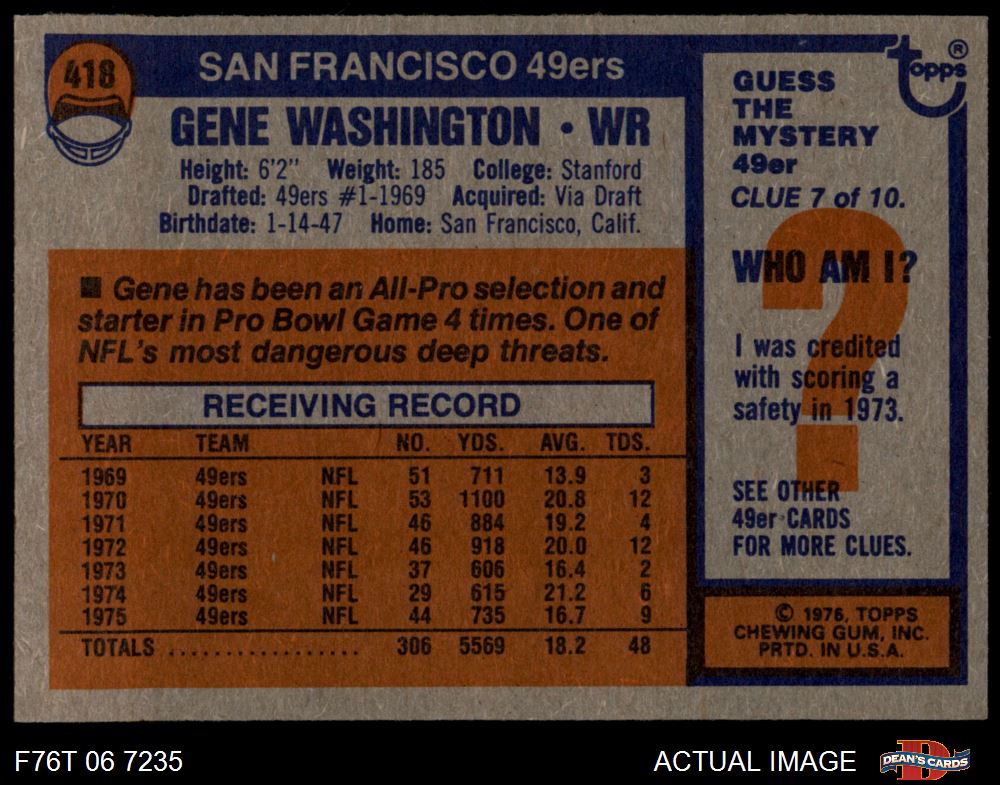 418
SAN FRANCISCO 49ers
GENE WASHINGTON • WR
Height: 6'2" Weight: 185 College: Stanford
Drafted: 49ers #1-1969 Acquired: Via Draft
Birthdate: 1-14-47 Home: San Francisco, Calif.
■ Gene has been an All-Pro selection and
starter in Pro Bowl Game 4 times. One of
NFL's most dangerous deep threats.
RECEIVING RECORD
YEAR TEAM NO. YDS. AVG. TDS.
1969 49ers NFL 51 711 13.9 3
1970 49ers NFL 53 1100 20.8 12
1971 49ers NFL 46 884 19.2 4
1972 49ers NFL 46 918 20.0 12
1973 49ers NFL 37 606 16.4 2
1974 49ers NFL 29 615 21.2 6
1975 49ers NFL 44 735 16.7 9
TOTALS ................. 306 5569 18.2 48
Topps ®
GUESS
THE
MYSTERY
49er
CLUE 7 of 10.
?
WHO AM I?
I was credited
with scoring a
safety in 1973.
SEE OTHER
49er CARDS
FOR MORE CLUES.
© 1976, TOPPS
CHEWING GUM, INC.
PRTD. IN U.S.A.
F76T 06 7235
ACTUAL IMAGE
D
DEAN'S CARDS